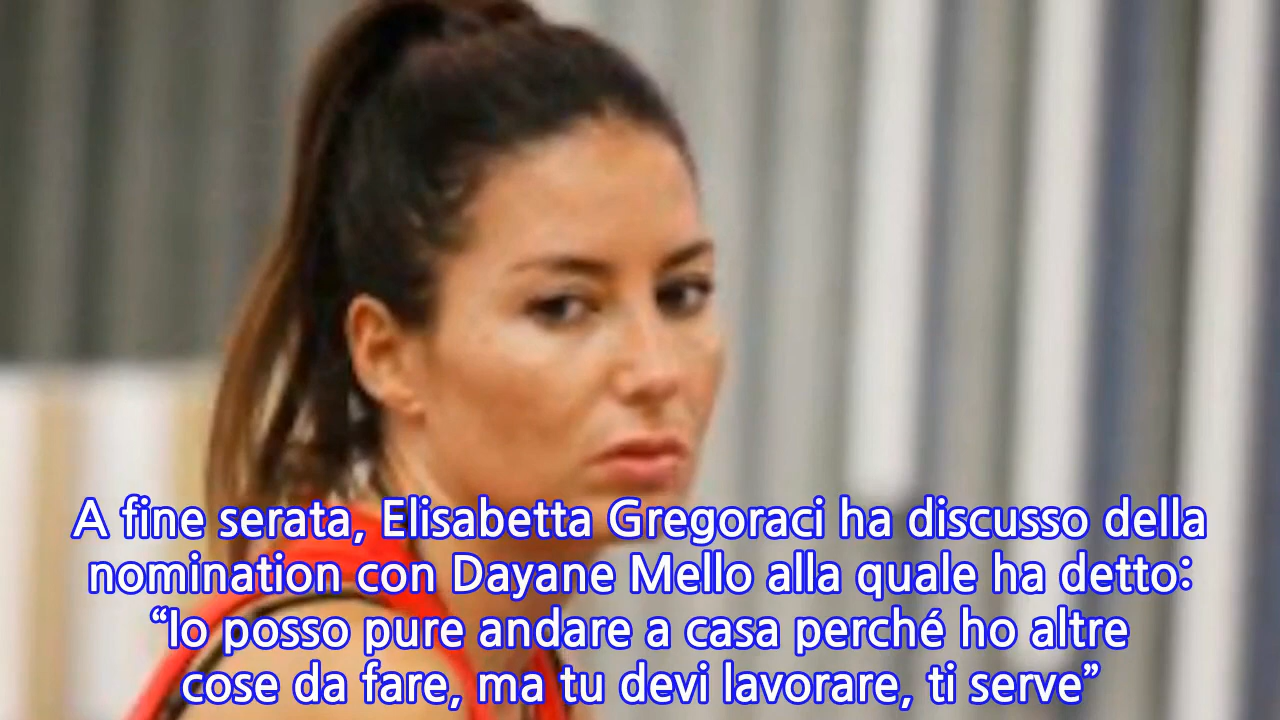 A fine serata, Elisabetta Gregoraci ha discusso della
nomination con Dayane Mello alla quale ha detto:
“Io posso pure andare a casa perché ho altre
cose da fare, ma tu devi lavorare, ti serve”